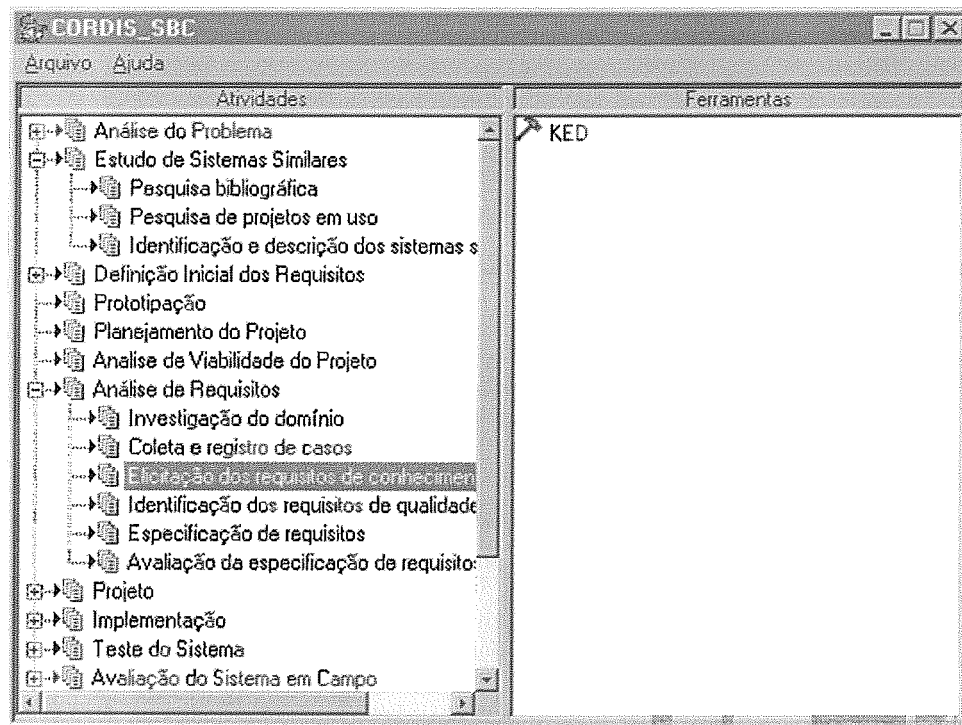 CORDIS_SBC
Arquivo Ajuda
Atividades
Ferramentas
Análise do Problema
KED
Estudo de Sistemas Similares
Pesquisa bibliográfica
Pesquisa de projetos em uso
Identificação e descrição dos sistemas s
Definição Inicial dos Requisitos
Prototipação
Planejamento do Projeto
Analise de Viabilidade do Projeto
Análise de Requisitos
Investigação do domínio
Coleta e registro de casos
Elicitação dos requisitos de conhecimen
Identificação dos requisitos de qualidade
Especificação de requisitos
Avaliação da especificação de requisitos
Projeto
Implementação
Teste do Sistema
Avaliação do Sistema em Campo